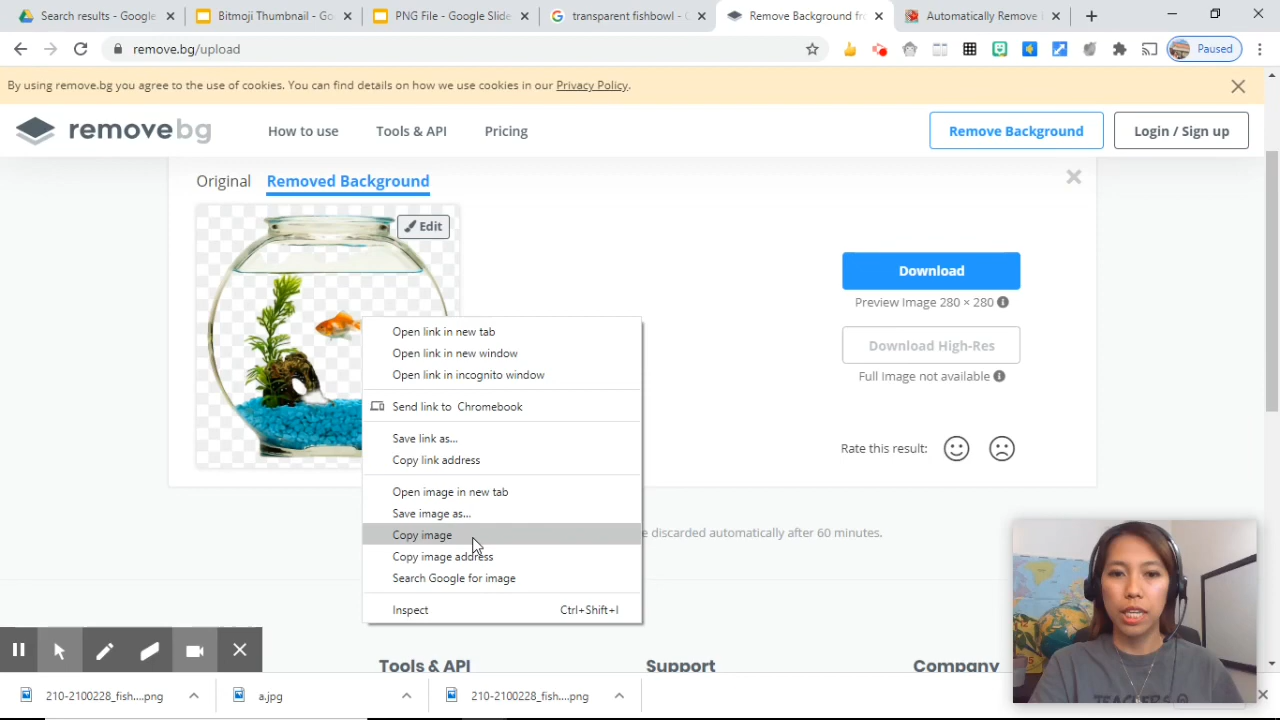 Search results - Google
Bitmoji Thumbnail - Go
PNG File - Google Slide
transparent fishbowl -
Remove Background fr
Automatically Remove
remove.bg/upload
Paused
By using remove.bg you agree to the use of cookies. You can find details on how we use cookies in our Privacy Policy.
removebg
How to use
Tools & API
Pricing
Remove Background
Login / Sign up
Original
Removed Background
Edit
Download
Preview Image 280 × 280
Download High-Res
Full Image not available
Rate this result:
Open link in new tab
Open link in new window
Open link in incognito window
Send link to Chromebook
Save link as...
Copy link address
Open image in new tab
Save image as...
Copy image
Copy image address
Search Google for image
Inspect Ctrl+Shift+I
e discarded automatically after 60 minutes.
Tools & API
Support
Company
210-2100228_fish....png
a.jpg
210-2100228_fish....png
TEACHERS